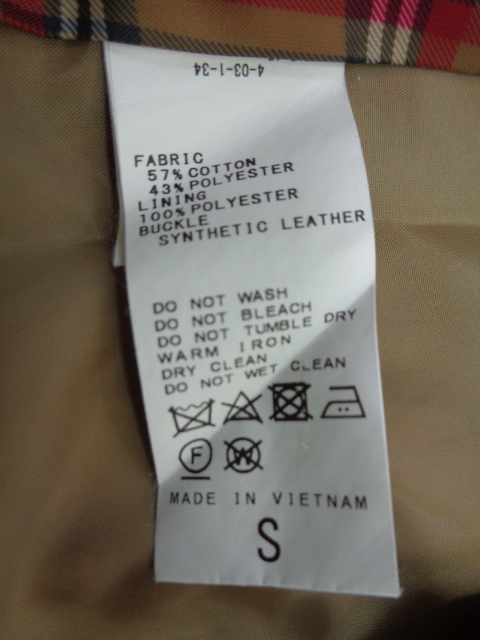 4-03-1-34
FABRIC
57% COTTON
43% POLYESTER
LINING
100% POLYESTER
BUCKLE
SYNTHETIC LEATHER
DO NOT WASH
DO NOT BLEACH
DO NOT TUMBLE DRY
WARM IRON
DRY CLEAN
DO NOT WET CLEAN
F W
MADE IN VIETNAM
S